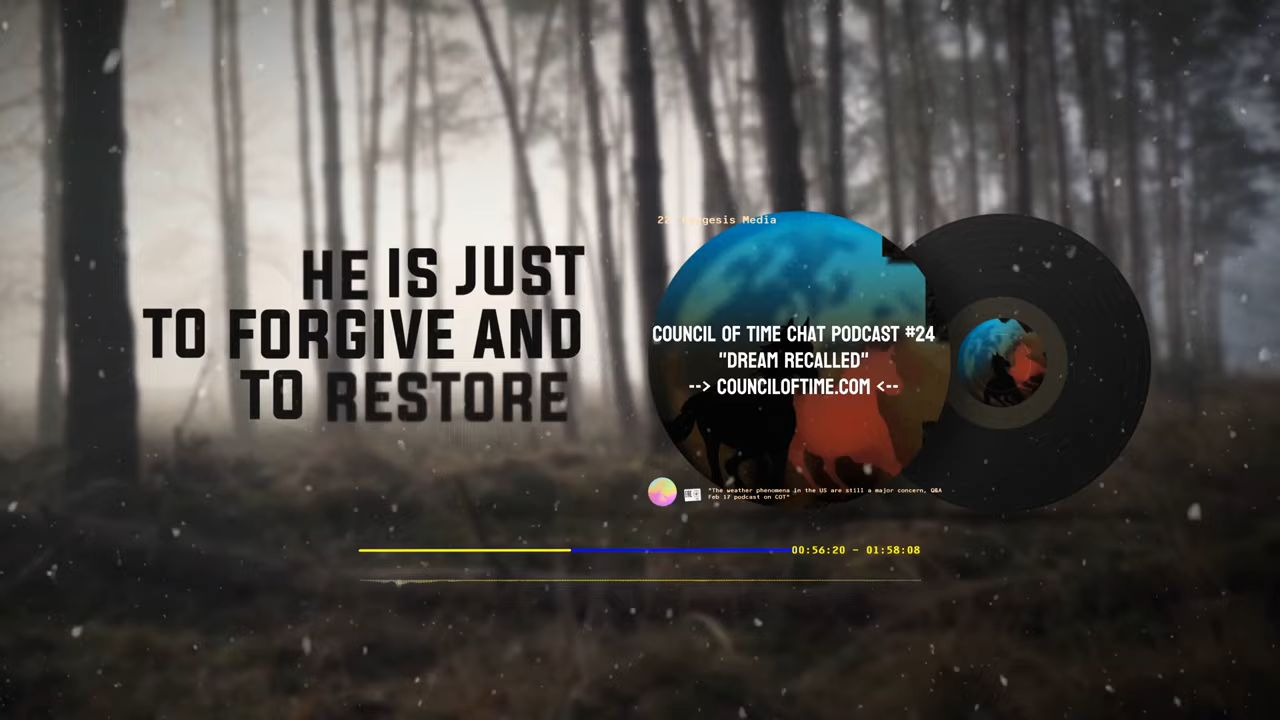 HE IS JUST
TO FORGIVE AND
TO RESTORE
Media
COUNCIL OF TIME CHAT PODCAST #24
"DREAM RECALLED"
--> COUNCILOFTIME.COM <--
"The weather phenomena in the US are still a major concern, Q&A
Feb 17 podcast on COT"
00:56:20 - 01:58:08